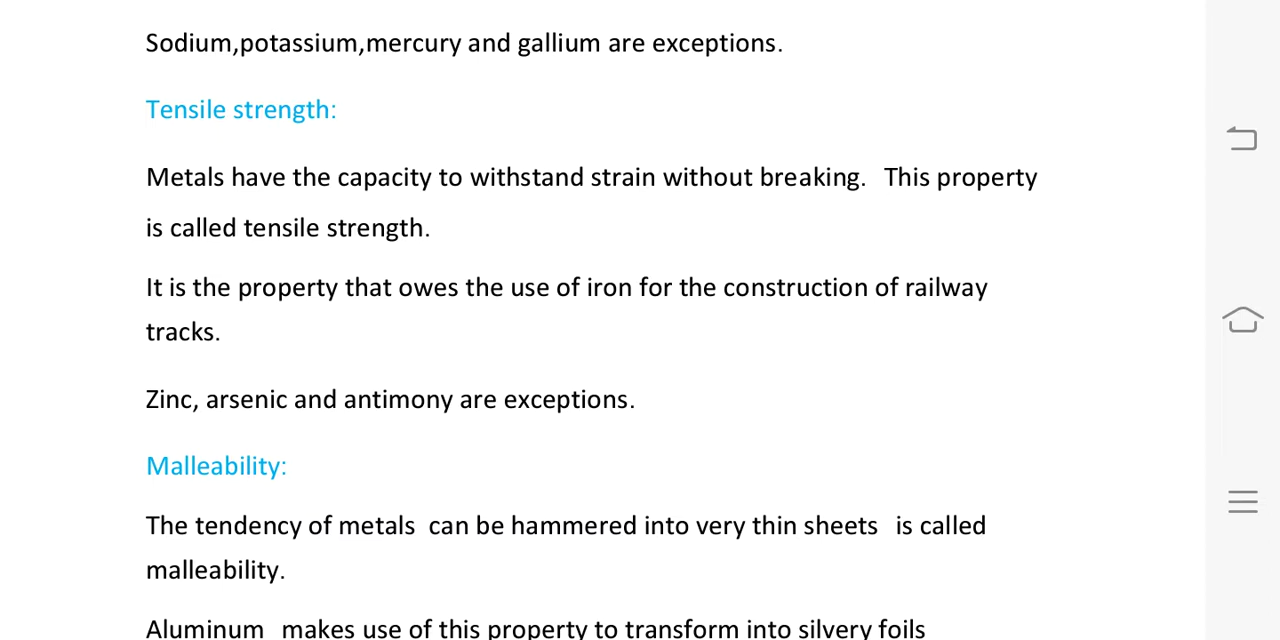 Sodium,potassium,mercury and gallium are exceptions.
Tensile strength:
Metals have the capacity to withstand strain without breaking.  This property
is called tensile strength.
It is the property that owes the use of iron for the construction of railway
tracks.
Zinc, arsenic and antimony are exceptions.
Malleability:
The tendency of metals  can be hammered into very thin sheets  is called
malleability.
Aluminum  makes use of this property to transform into silvery foils